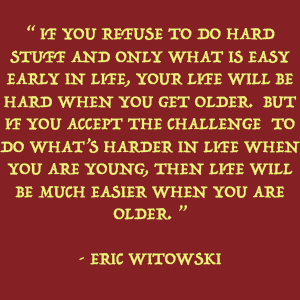 “ IF YOU REFUSE TO DO HARD
STUFF AND ONLY WHAT IS EASY
EARLY IN LIFE, YOUR LIFE WILL BE
HARD WHEN YOU GET OLDER. BUT
IF YOU ACCEPT THE CHALLENGE TO
DO WHAT’S HARDER IN LIFE WHEN
YOU ARE YOUNG, THEN LIFE WILL
BE MUCH EASIER WHEN YOU ARE
OLDER. ”
- ERIC WITOWSKI